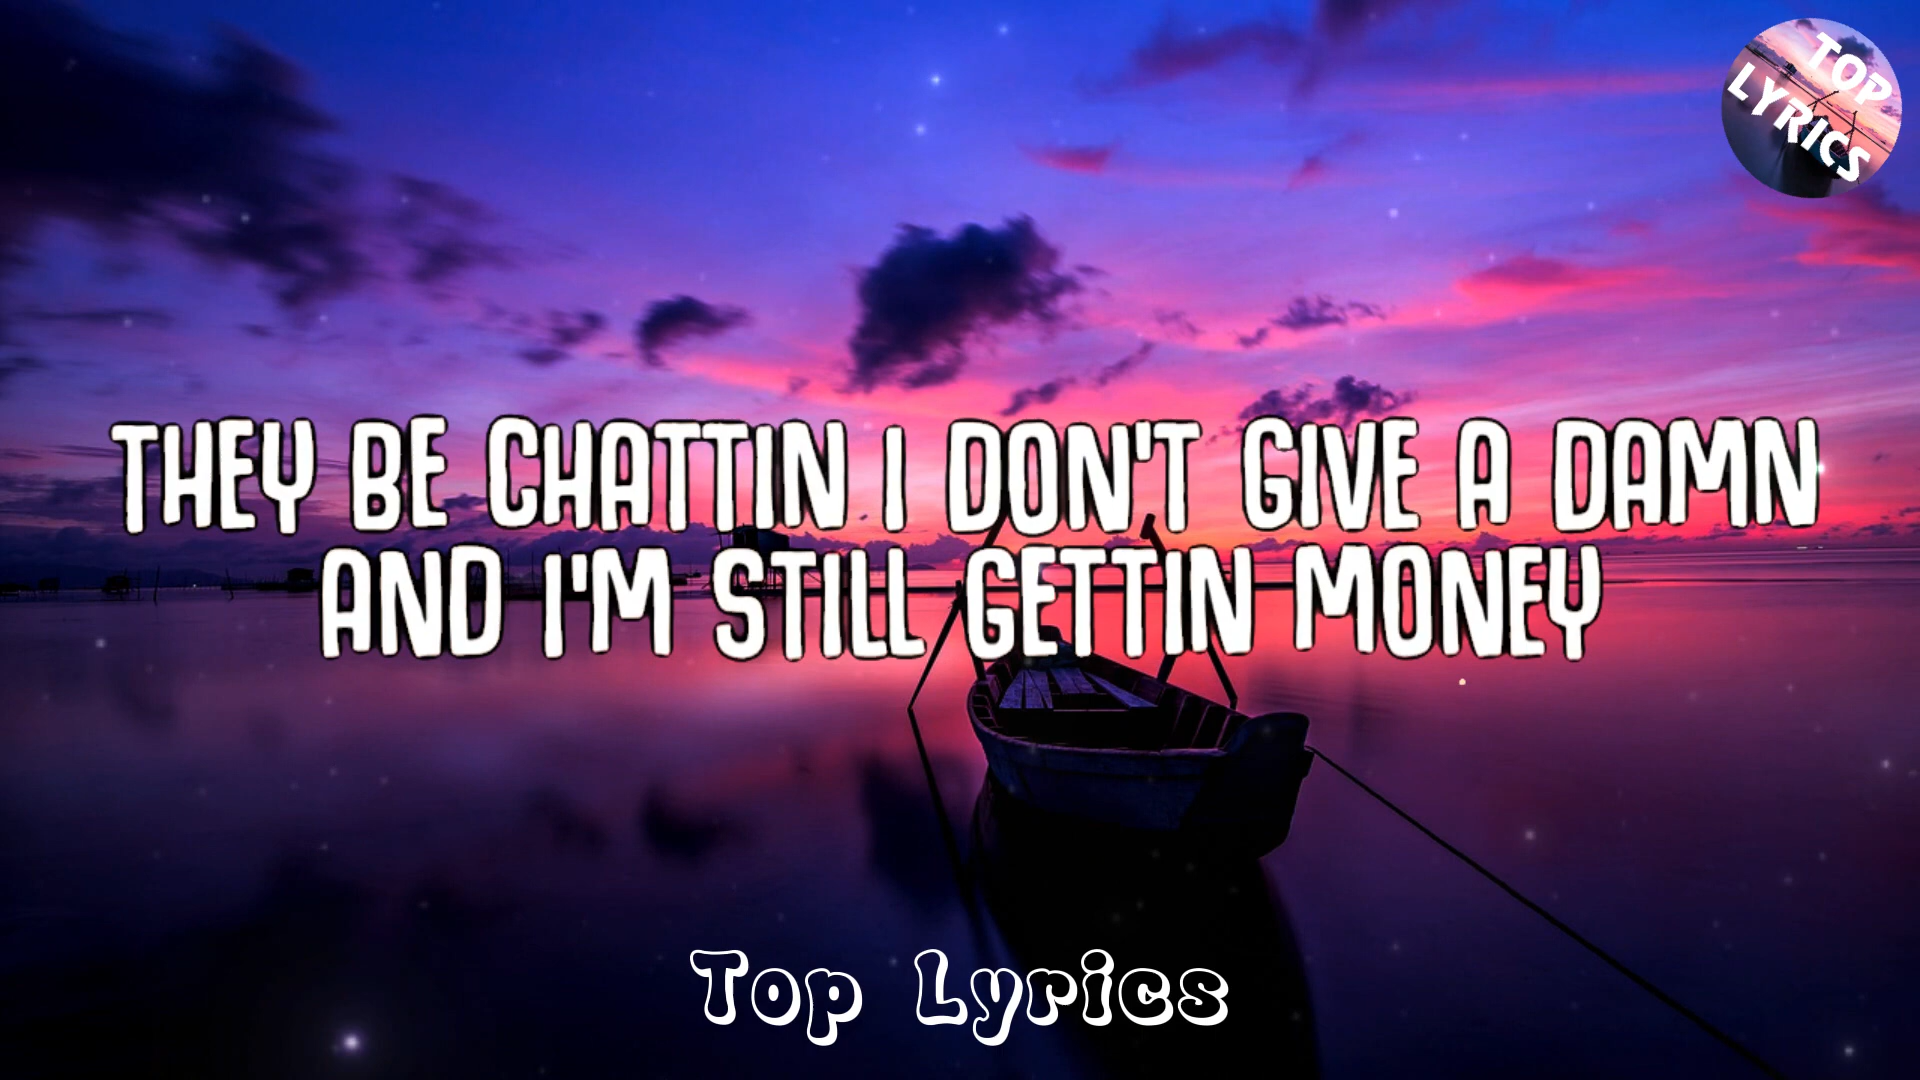 TOP
LYRICS
THEY BE CHATTIN I DON'T GIVE A DAMN
AND I'M STILL GETTIN MONEY
Top Lyrics